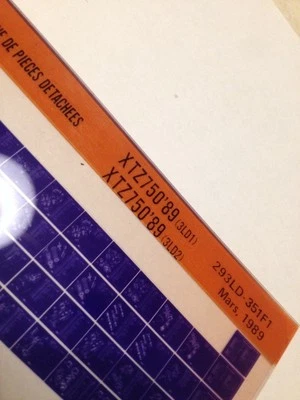 DE PIECES DETACHEES
XTZ750'89 (3LD1)
XTZ750'89 (3LD2)
293LD-351F1
Mars, 1989